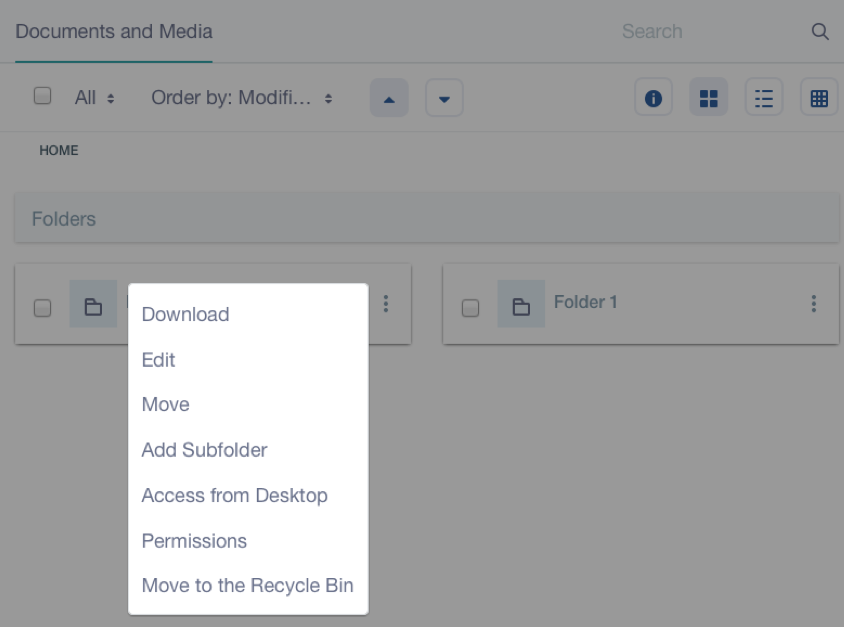 Documents and Media
Search
All
Order by: Modifi...
HOME
Folders
Folder 1
Download
Edit
Move
Add Subfolder
Access from Desktop
Permissions
Move to the Recycle Bin